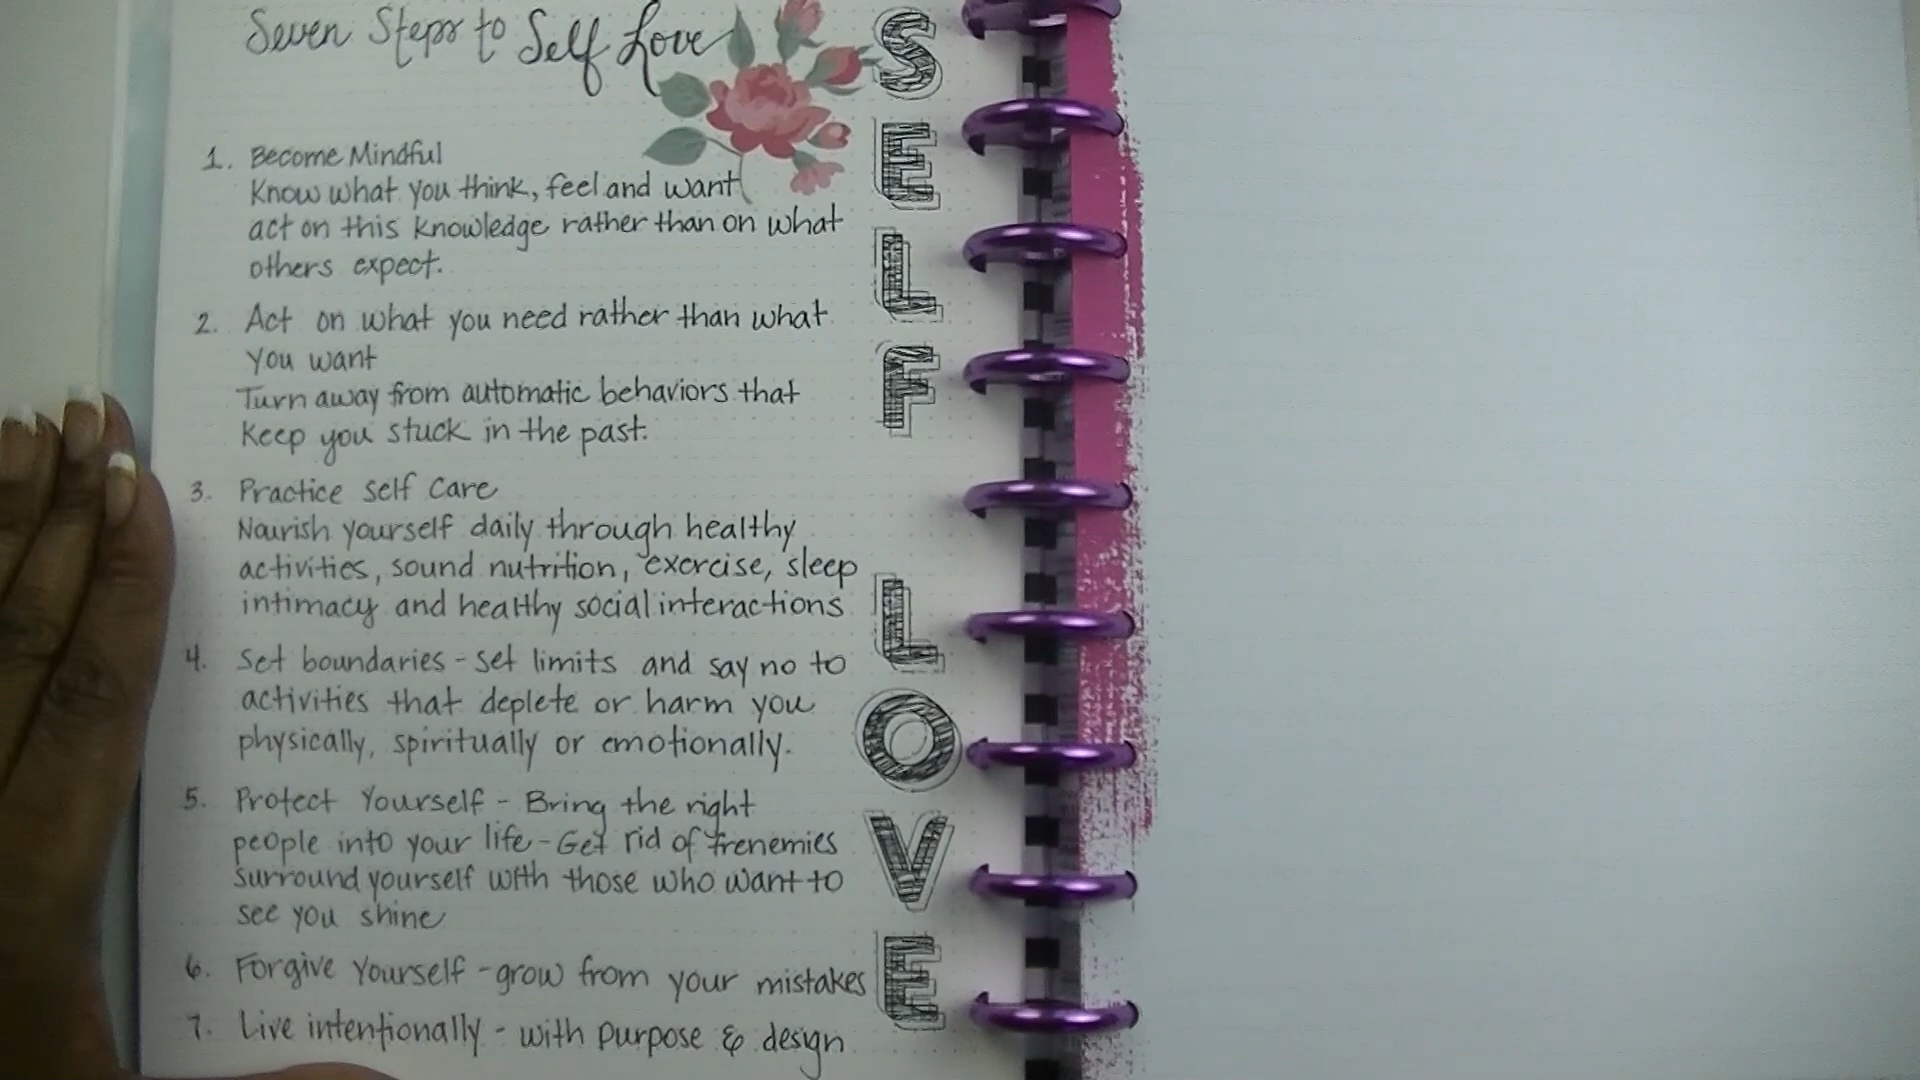 Seven Steps to Self Love
1. Become Mindful
Know what you think, feel and want
act on this knowledge rather than on what
others expect.
2. Act on what you need rather than what
you want
Turn away from automatic behaviors that
keep you stuck in the past.
3. Practice Self Care
Nourish yourself daily through healthy
activities, sound nutrition, exercise, sleep
intimacy and healthy social interactions
4. Set boundaries - set limits and say no to
activities that deplete or harm you
physically, spiritually or emotionally.
5. Protect Yourself - Bring the right
people into your life - Get rid of frenemies
surround yourself with those who want to
see you shine
6. Forgive Yourself - grow from your mistakes
7. Live intentionally - with purpose & design
SELF
LOVE